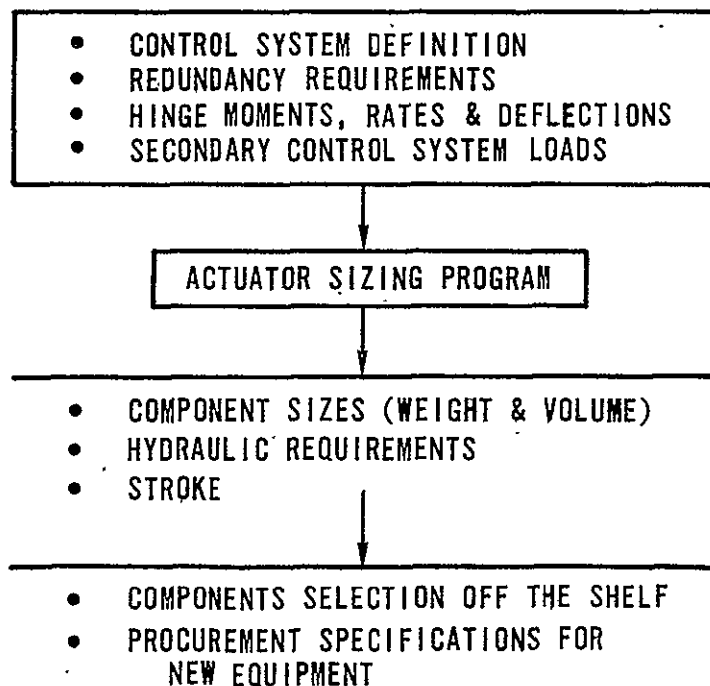 • CONTROL SYSTEM DEFINITION
• REDUNDANCY REQUIREMENTS
• HINGE MOMENTS, RATES & DEFLECTIONS
• SECONDARY CONTROL SYSTEM LOADS
ACTUATOR SIZING PROGRAM
• COMPONENT SIZES (WEIGHT & VOLUME)
• HYDRAULIC REQUIREMENTS
• STROKE
• COMPONENTS SELECTION OFF THE SHELF
• PROCUREMENT SPECIFICATIONS FOR
NEW EQUIPMENT